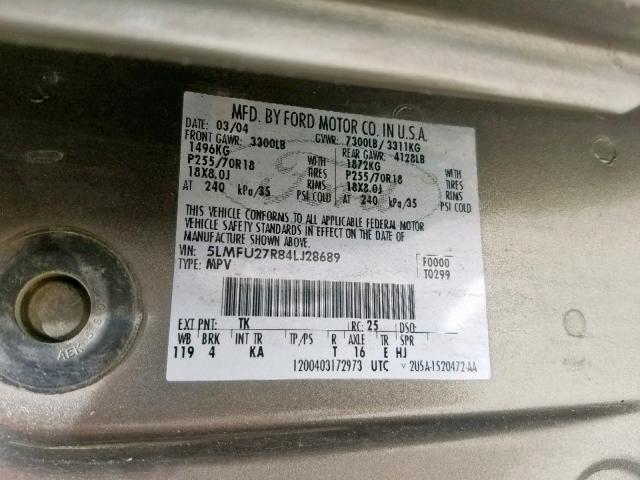 MFD. BY FORD MOTOR CO. IN U.S.A.
DATE: 03/04 GVWR: 7300LB / 3311KG
FRONT GAWR: 3300LB REAR GAWR: 4128LB
1496KG WITH 1872KG WITH
P255/70R18 TIRES P255/70R18 TIRES
18X8.0J RIMS 18X8.0J RIMS
AT 240 kPa/35 PSI COLD AT 240 kPa/35 PSI COLD
THIS VEHICLE CONFORMS TO ALL APPLICABLE FEDERAL MOTOR
VEHICLE SAFETY STANDARDS IN EFFECT ON THE DATE OF
MANUFACTURE SHOWN ABOVE.
VIN: 5LMFU27R84LJ28689 F0000
TYPE: MPV T0299
EXT PNT: TK RC: 25 DSO:
WB BRK INT TR TP/PS R AXLE TR SPR
119 4 KA T 16 E HJ
1200403172973 UTC V 2U5A-1520472-AA